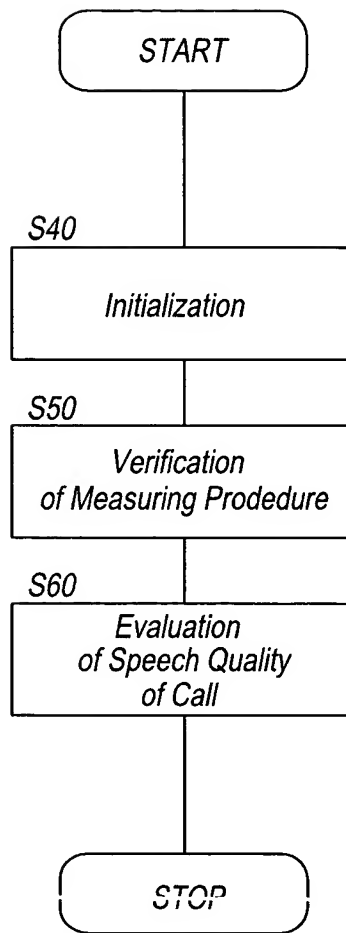 START
S40
Initialization
S50
Verification
of Measuring Prodedure
S60
Evaluation
of Speech Quality
of Call
STOP